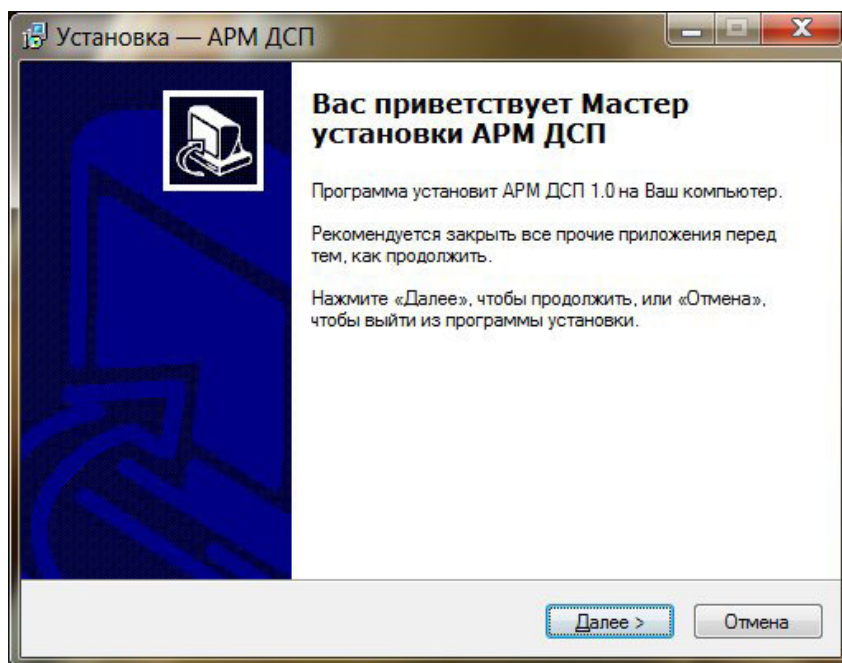 Установка — АРМ ДСП
Вас приветствует Мастер
установки АРМ ДСП
Программа установит АРМ ДСП 1.0 на Ваш компьютер.
Рекомендуется закрыть все прочие приложения перед
тем, как продолжить.
Нажмите «Далее», чтобы продолжить, или «Отмена»,
чтобы выйти из программы установки.
Далее >
Отмена